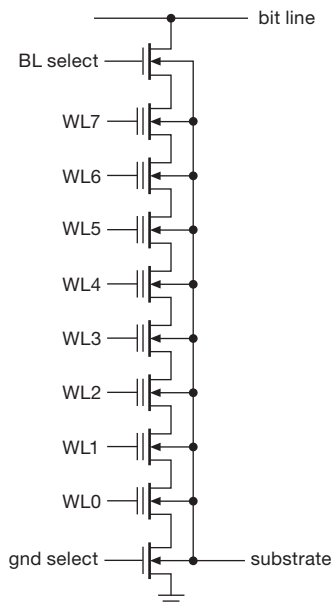 bit line
BL select
WL7
WL6
WL5
WL4
WL3
WL2
WL1
WL0
gnd select
substrate